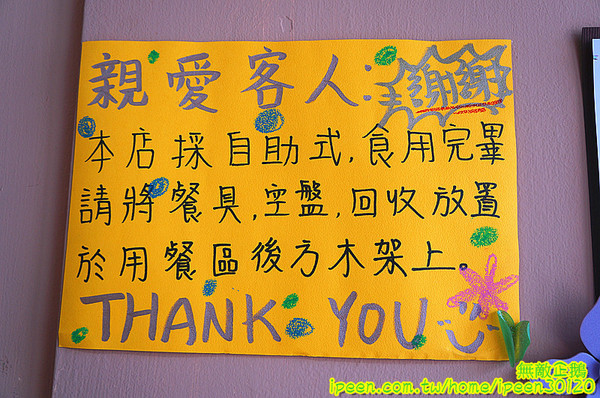 親愛客人:謝謝
本店採自助式,食用完畢
請將餐具,空盤,回收放置
於用餐區後方木架上。
THANK YOU
無敵企鵝
ipeen.com.tw/home/ipeen30120